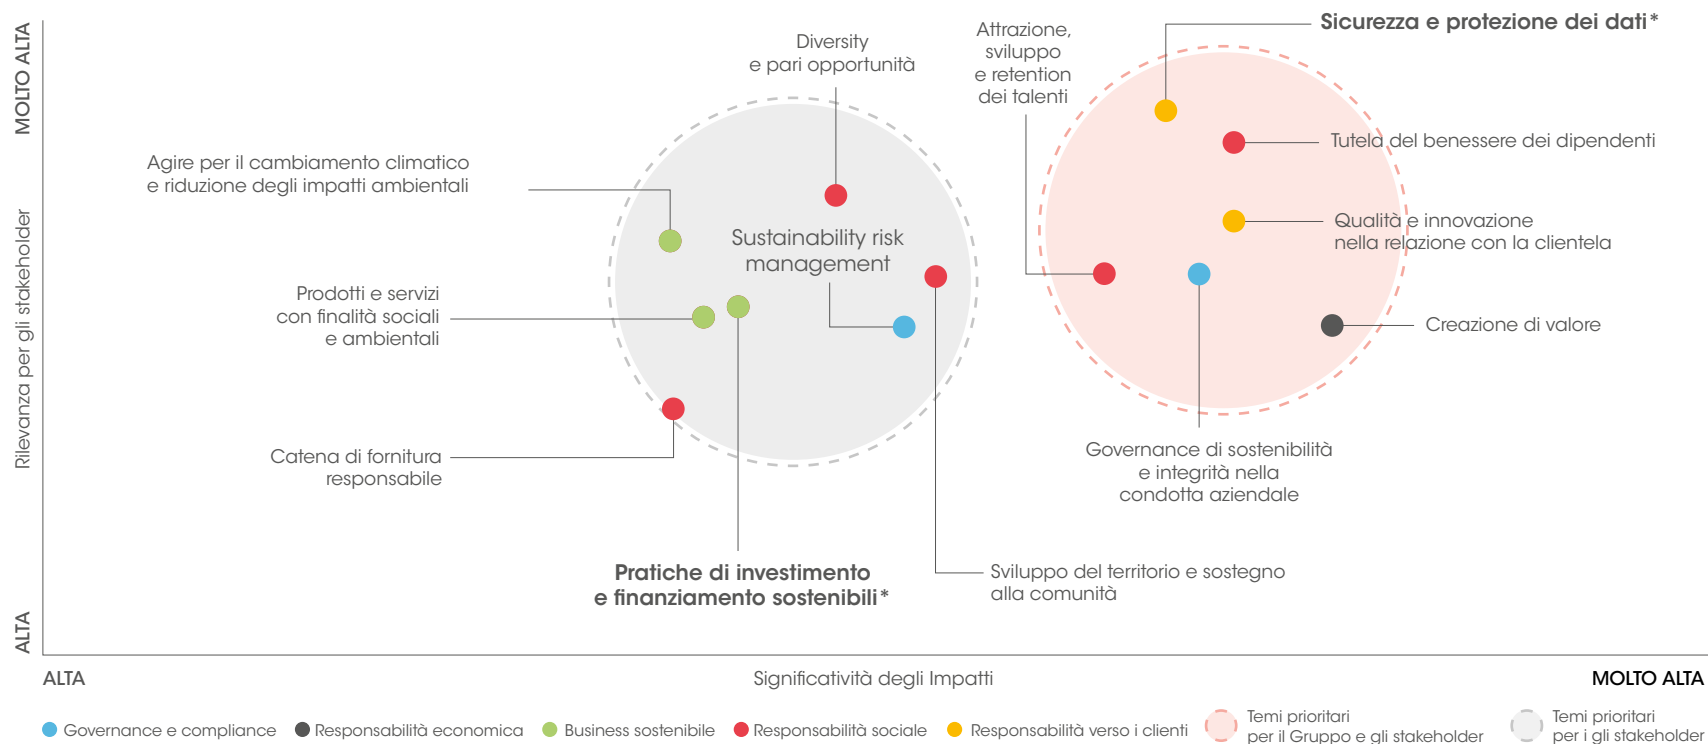 MOLTO ALTA
Rilevanza per gli stakeholder
ALTA
Sicurezza e protezione dei dati*
Attrazione,
sviluppo
e retention
dei talenti
Diversity
e pari opportunità
Tutela del benessere dei dipendenti
Agire per il cambiamento climatico
e riduzione degli impatti ambientali
Qualità e innovazione
nella relazione con la clientela
Sustainability risk
management
Prodotti e servizi
con finalità sociali
e ambientali
Creazione di valore
Catena di fornitura
responsabile
Governance di sostenibilità
e integrità nella
condotta aziendale
Pratiche di investimento
e finanziamento sostenibili*
Sviluppo del territorio e sostegno
alla comunità
ALTA
Significatività degli Impatti
MOLTO ALTA
Governance e compliance
Responsabilità economica
Business sostenibile
Responsabilità sociale
Responsabilità verso i clienti
Temi prioritari
per il Gruppo e gli stakeholder
Temi prioritari
per i gli stakeholder